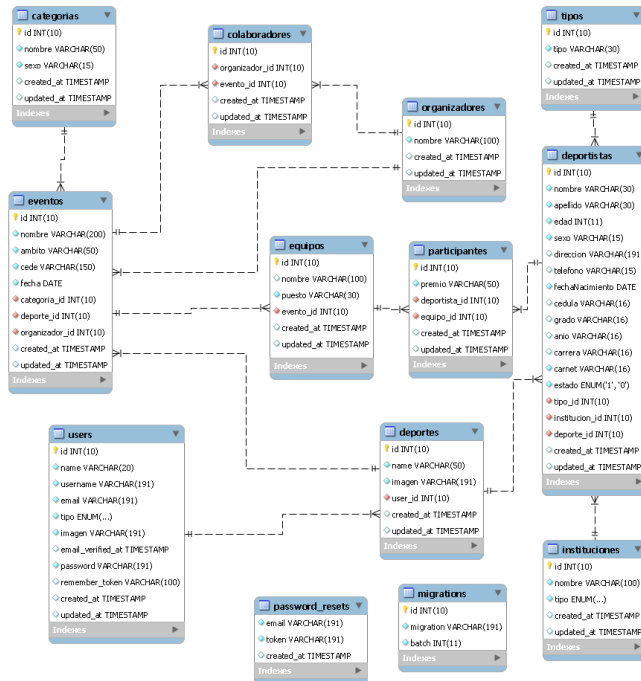 categorias
id INT(10)
nombre VARCHAR(50)
sexo VARCHAR(15)
created_at TIMESTAMP
updated_at TIMESTAMP
Indexes
colaboradores
id INT(10)
organizador_id INT(10)
evento_id INT(10)
created_at TIMESTAMP
updated_at TIMESTAMP
Indexes
organizadores
id INT(10)
nombre VARCHAR(100)
created_at TIMESTAMP
updated_at TIMESTAMP
Indexes
tipos
id INT(10)
tipo VARCHAR(30)
created_at TIMESTAMP
updated_at TIMESTAMP
Indexes
eventos
id INT(10)
nombre VARCHAR(200)
ambito VARCHAR(50)
cede VARCHAR(150)
fecha DATE
categoria_id INT(10)
deporte_id INT(10)
organizador_id INT(10)
created_at TIMESTAMP
updated_at TIMESTAMP
Indexes
equipos
id INT(10)
nombre VARCHAR(100)
puesto VARCHAR(30)
evento_id INT(10)
created_at TIMESTAMP
updated_at TIMESTAMP
Indexes
participantes
id INT(10)
premio VARCHAR(50)
deportista_id INT(10)
equipo_id INT(10)
created_at TIMESTAMP
updated_at TIMESTAMP
Indexes
deportistas
id INT(10)
nombre VARCHAR(30)
apellido VARCHAR(30)
edad INT(11)
sexo VARCHAR(15)
direccion VARCHAR(191)
telefono VARCHAR(15)
fechaNacimiento DATE
cedula VARCHAR(16)
grado VARCHAR(16)
anio VARCHAR(16)
carrera VARCHAR(16)
carnet VARCHAR(16)
estado ENUM('1', '0')
tipo_id INT(10)
institucion_id INT(10)
deporte_id INT(10)
created_at TIMESTAMP
updated_at TIMESTAMP
Indexes
users
id INT(10)
name VARCHAR(20)
username VARCHAR(191)
email VARCHAR(191)
tipo ENUM(...)
imagen VARCHAR(191)
email_verified_at TIMESTAMP
password VARCHAR(191)
remember_token VARCHAR(100)
created_at TIMESTAMP
updated_at TIMESTAMP
Indexes
deportes
id INT(10)
name VARCHAR(50)
imagen VARCHAR(191)
user_id INT(10)
created_at TIMESTAMP
updated_at TIMESTAMP
Indexes
password_resets
email VARCHAR(191)
token VARCHAR(191)
created_at TIMESTAMP
Indexes
migrations
id INT(10)
migration VARCHAR(191)
batch INT(11)
Indexes
instituciones
id INT(10)
nombre VARCHAR(100)
tipo ENUM(...)
created_at TIMESTAMP
updated_at TIMESTAMP
Indexes